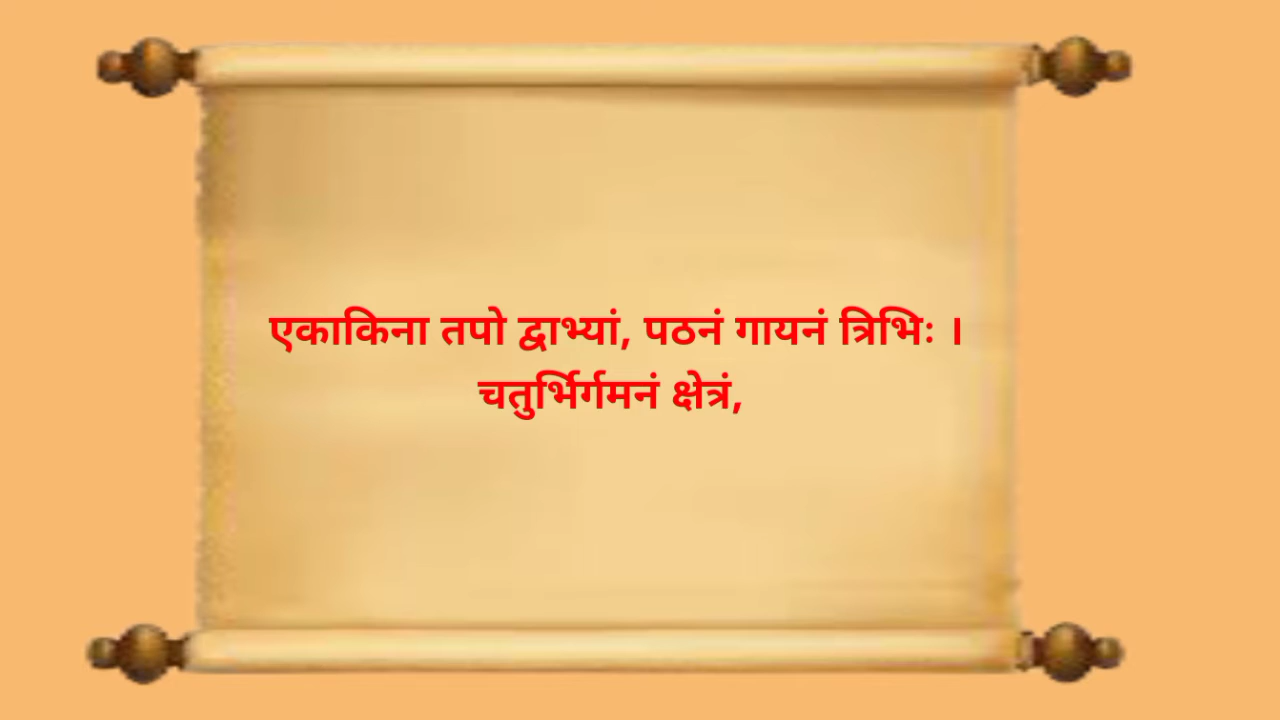 एकाकिना तपो द्वाभ्यां, पठनं गायनं त्रिभिः ।
चतुर्भिर्गमनं क्षेत्रं,